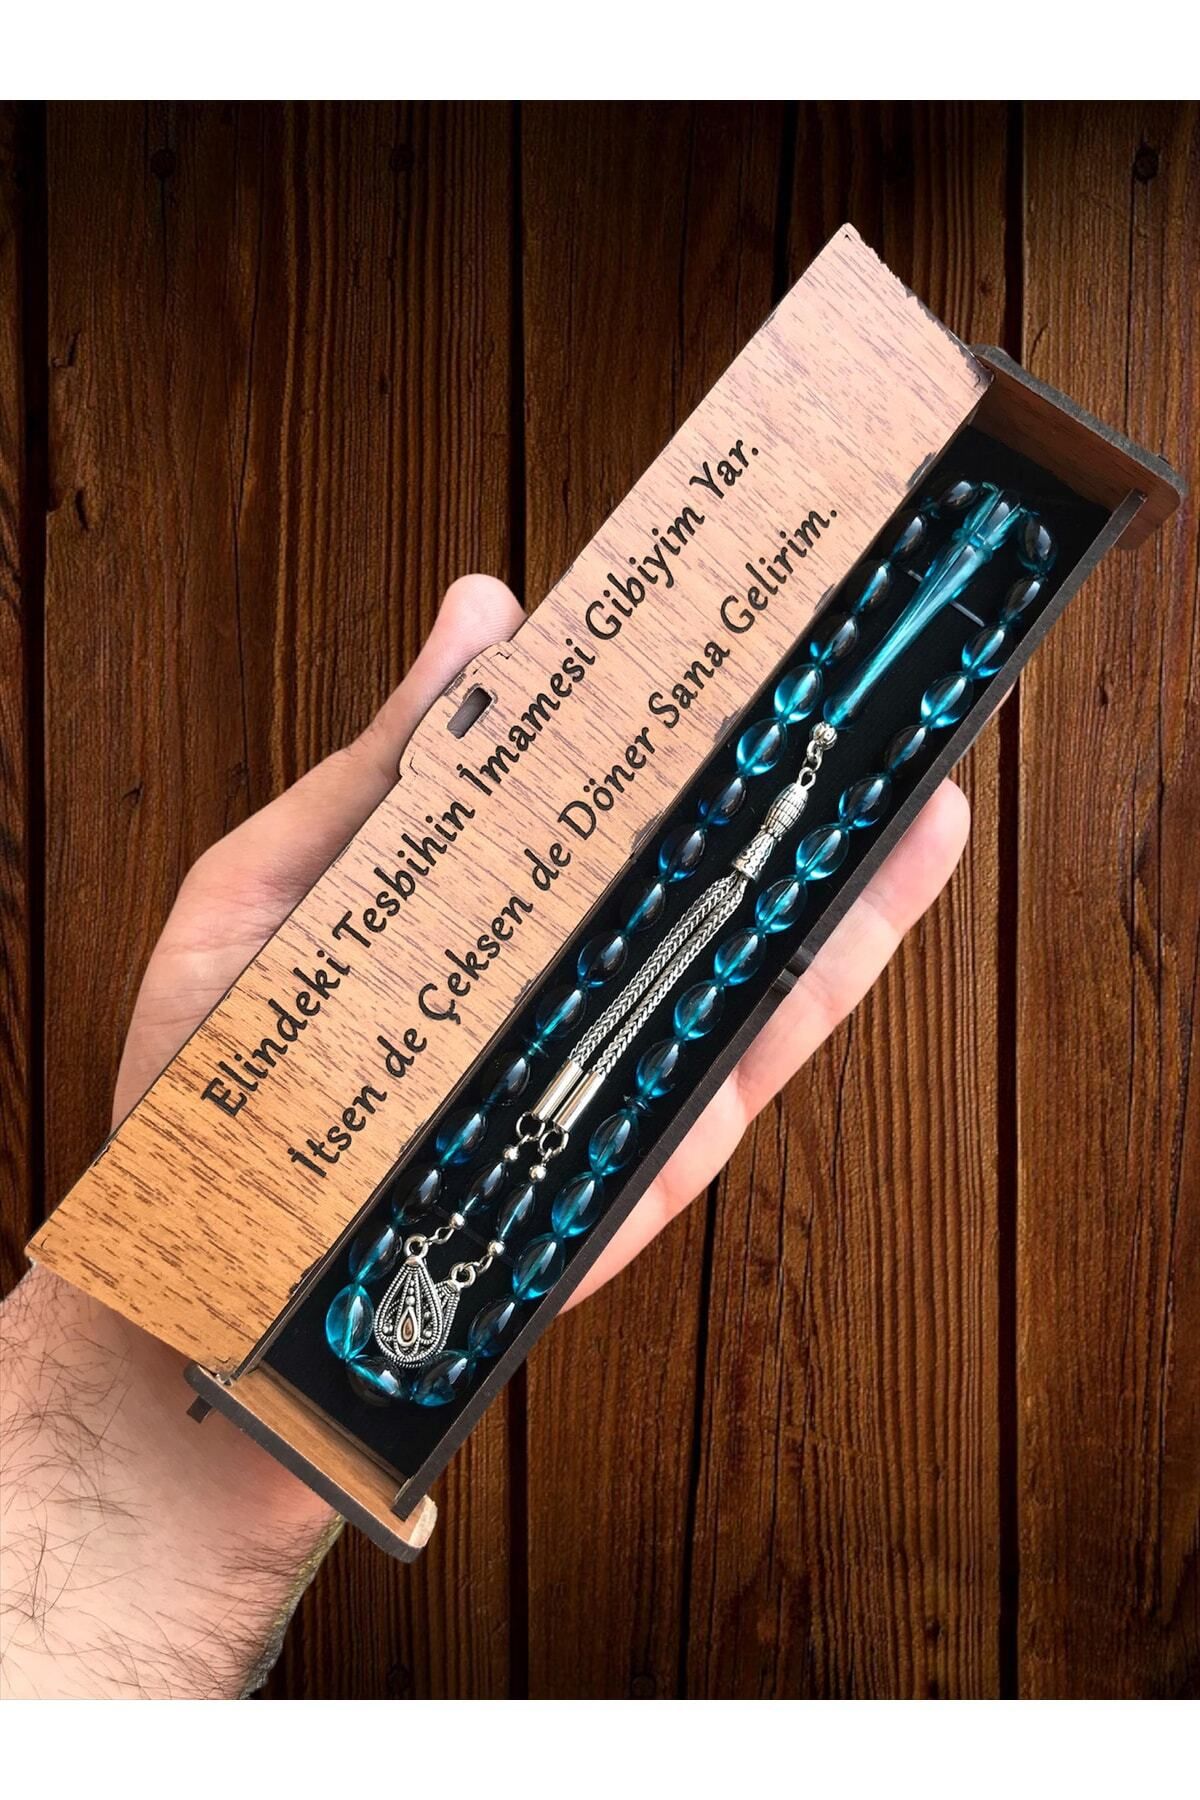 Elindeki Tesbihin İmamesi Gibiyim Yar.
İtsen de Çeksen de Döner Sana Gelirim.